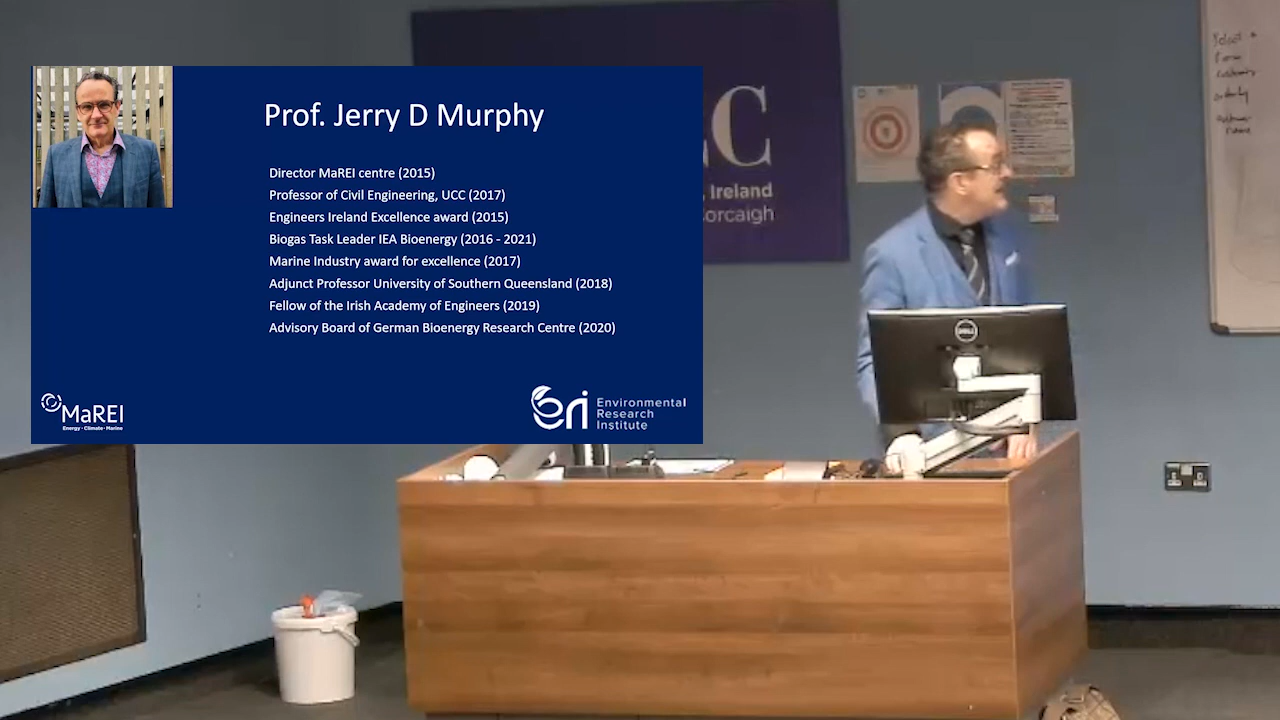 Prof. Jerry D Murphy
Director MaREI centre (2015)
Professor of Civil Engineering, UCC (2017)
Engineers Ireland Excellence award (2015)
Biogas Task Leader IEA Bioenergy (2016 - 2021)
Marine Industry award for excellence (2017)
Adjunct Professor University of Southern Queensland (2018)
Fellow of the Irish Academy of Engineers (2019)
Advisory Board of German Bioenergy Research Centre (2020)
MaREI
Energy • Climate • Marine
eri
Environmental
Research
Institute
C
, Ireland
orcaigh
DELL